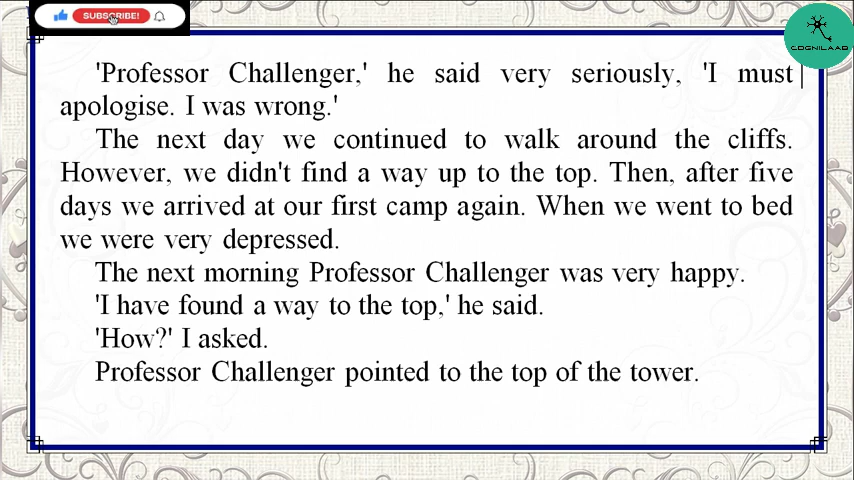 SUBSCRIBE!
COGNILAAB
'Professor Challenger,' he said very seriously, 'I must
apologise. I was wrong.'
The next day we continued to walk around the cliffs.
However, we didn't find a way up to the top. Then, after five
days we arrived at our first camp again. When we went to bed
we were very depressed.
The next morning Professor Challenger was very happy.
'I have found a way to the top,' he said.
'How?' I asked.
Professor Challenger pointed to the top of the tower.